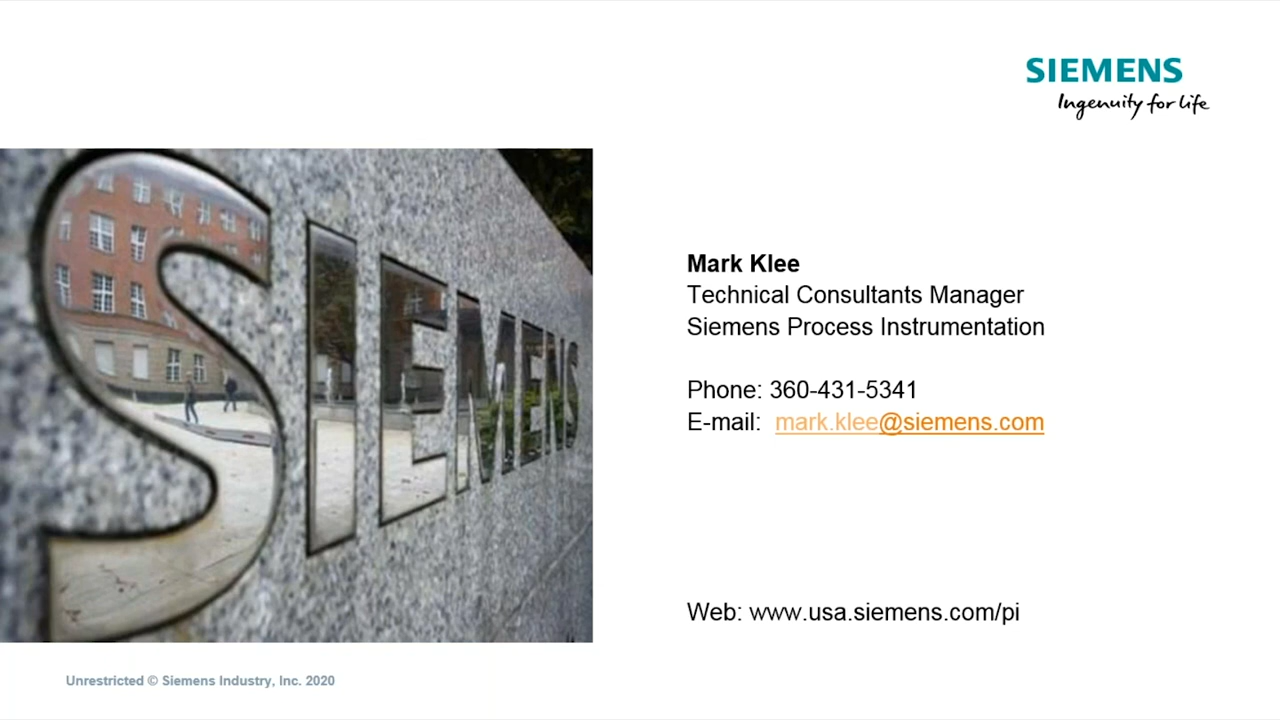 SIEMENS
Ingenuity for life
SIEMENS
Mark Klee
Technical Consultants Manager
Siemens Process Instrumentation
Phone: 360-431-5341
E-mail: mark.klee@siemens.com
Web: www.usa.siemens.com/pi
Unrestricted © Siemens Industry, Inc. 2020